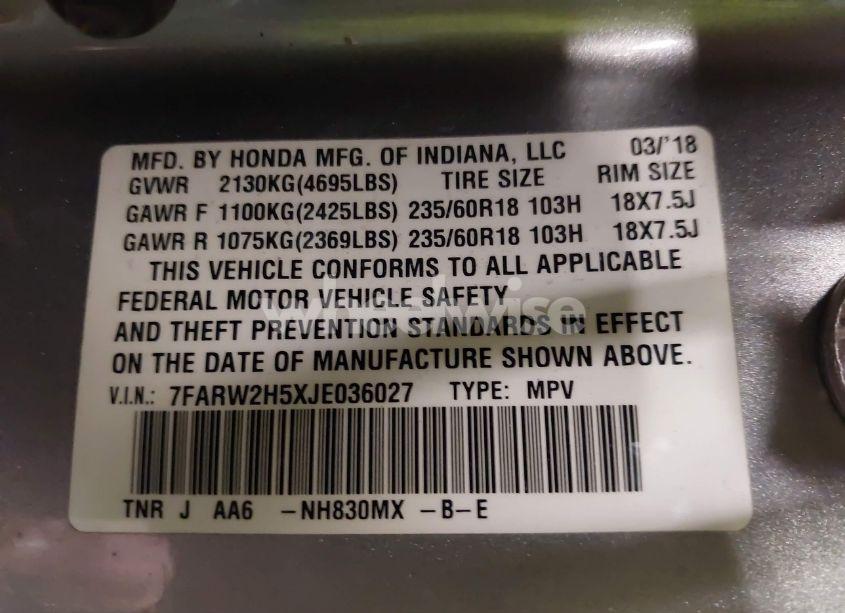 MFD. BY HONDA MFG. OF INDIANA, LLC 03/'18
GVWR 2130KG(4695LBS) TIRE SIZE RIM SIZE
GAWR F 1100KG(2425LBS) 235/60R18 103H 18X7.5J
GAWR R 1075KG(2369LBS) 235/60R18 103H 18X7.5J
THIS VEHICLE CONFORMS TO ALL APPLICABLE
FEDERAL MOTOR VEHICLE SAFETY
wheelwise
AND THEFT PREVENTION STANDARDS IN EFFECT
ON THE DATE OF MANUFACTURE SHOWN ABOVE.
V.I.N.: 7FARW2H5XJE036027 TYPE: MPV
TNR J AA6 -NH830MX -B-E